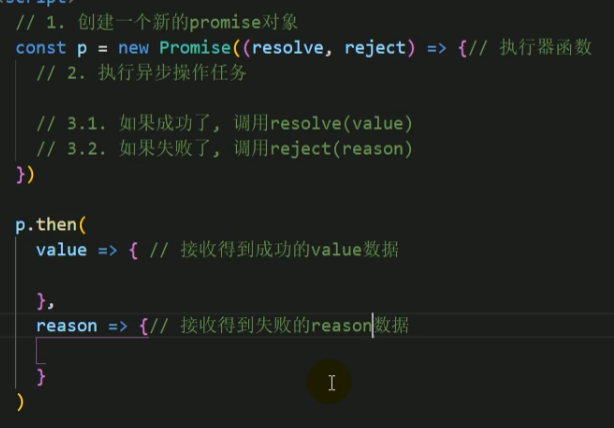 // 1. 创建一个新的promise对象
const p = new Promise((resolve, reject) => {// 执行器函数
// 2. 执行异步操作任务
// 3.1. 如果成功了, 调用resolve(value)
// 3.2. 如果失败了, 调用reject(reason)
})
p.then(
value => { // 接收得到成功的value数据
},
reason => {// 接收得到失败的reason数据
}
)